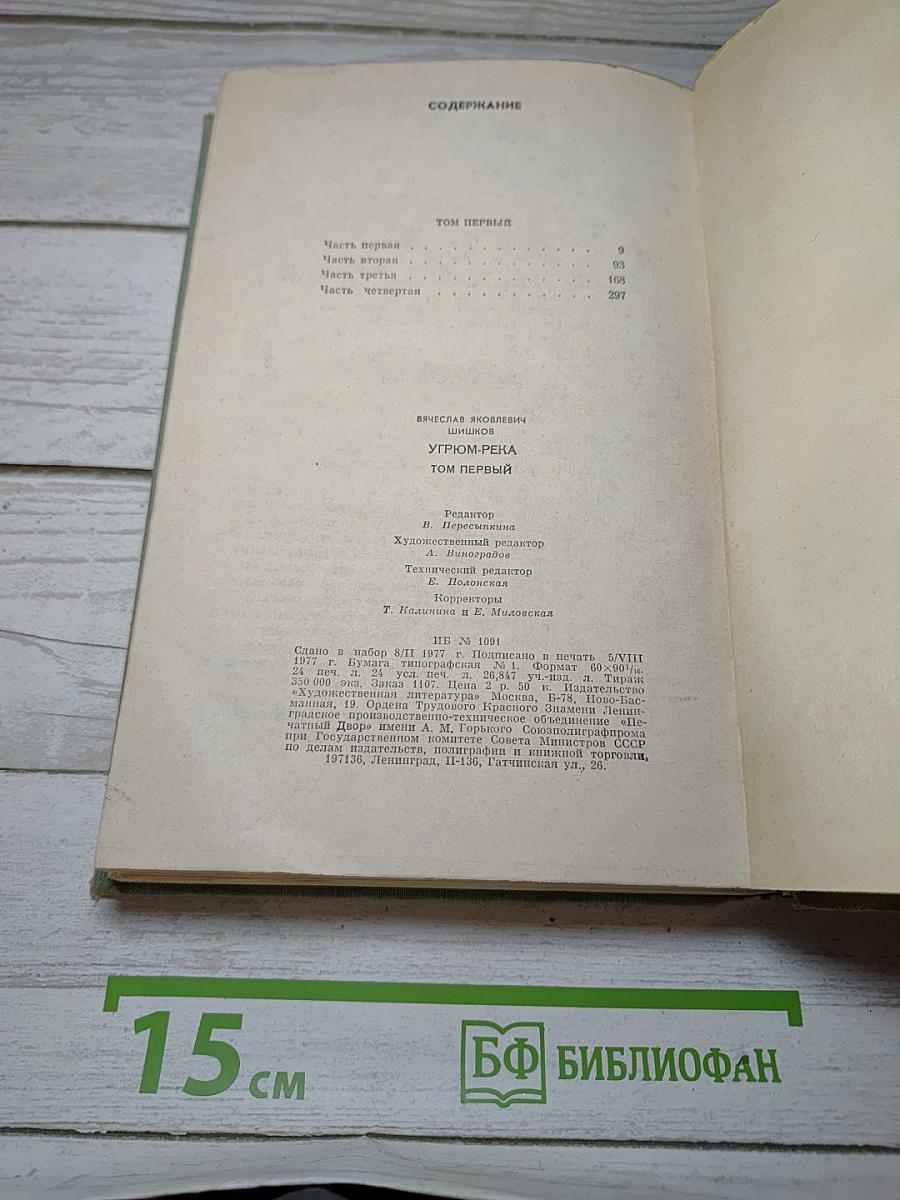 СОДЕРЖАНИЕ
ТОМ ПЕРВЫЙ
Часть первая . . . . . . . . . . . . . 9
Часть вторая . . . . . . . . . . . . . 93
Часть третья . . . . . . . . . . . . . 168
Часть четвертая . . . . . . . . . . . 297
ВЯЧЕСЛАВ ЯКОВЛЕВИЧ
ШИШКОВ
УГРЮМ-РЕКА
ТОМ ПЕРВЫЙ
Редактор
В. Пересыпкина
Художественный редактор
А. Виноградов
Технический редактор
Е. Полонская
Корректоры
Т. Калинина и Е. Миловская
ИБ № 1091
Сдано в набор 8/II 1977 г. Подписано в печать 5/VIII
1977 г. Бумага типографская № 1. Формат 60×90¹/₁₆.
24 печ. л. 24 усл. печ. л. 26,847 уч.-изд. л. Тираж
350 000 экз. Заказ 1107. Цена 2 р. 50 к. Издательство
«Художественная литература» Москва, Б-78, Ново-Бас-
манная, 19. Ордена Трудового Красного Знамени Ленин-
градское производственно-техническое объединение «Пе-
чатный Двор» имени А. М. Горького Союзполиграфпрома
при Государственном комитете Совета Министров СССР
по делам издательств, полиграфии и книжной торговли,
197136, Ленинград, П-136, Гатчинская ул., 26.
15 см
БФ БИБЛИОФАН